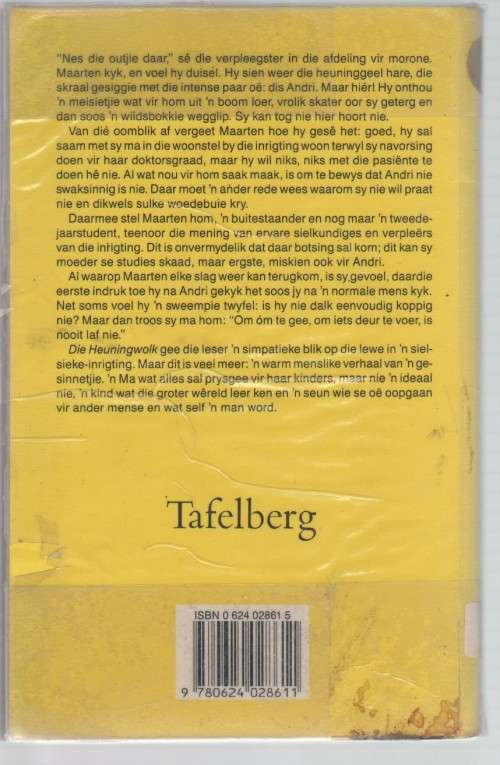 “Nes die outjie daar,” sê die verpleegster in die afdeling vir morone.
Maarten kyk, en voel hy duisel. Hy sien weer die heuninggeel hare, die
skraal gesiggie met die intense paar oë: dis Andri. Maar hiér! Hy onthou
’n meisietjie wat vir hom uit ’n boom loer, vrolik skater oor sy geterg en
dan soos ’n wildsbokkie wegglip. Sy kan tog nie hier hoort nie.
Van dié oomblik af vergeet Maarten hoe hy gesê het: goed, hy sal
saam met sy ma in die woonstel by die inrigting woon terwyl sy navorsing
doen vir haar doktorsgraad, maar hy wil niks, niks met die pasiënte te
doen hê nie. Al wat nou vir hom saak maak, is om te bewys dat Andri nie
swaksinnig is nie. Daar moet ’n ander rede wees waarom sy nie wil praat
nie en dikwels sulke woedebuie kry.
Daarmee stel Maarten hom, ’n buitestaander en nog maar ’n tweede-
jaarstudent, teenoor die mening van ervare sielkundiges en verpleërs
van die inrigting. Dit is onvermydelik dat daar botsing sal kom; dit kan sy
moeder se studies skaad, maar ergste, miskien ook vir Andri.
Al waarop Maarten elke slag weer kan terugkom, is sy gevoel, daardie
eerste indruk toe hy na Andri gekyk het soos jy na ’n normale mens kyk.
Net soms voel hy ’n sweempie twyfel: is hy nie dalk eenvoudig koppig
nie? Maar dan troos sy ma hom: “Om óm te gee, om iets deur te voer, is
nooit laf nie.”
Die Heuningwolk gee die leser ’n simpatieke blik op die lewe in ’n siel-
sieke-inrigting. Maar dit is veel meer: ’n warm menslike verhaal van ’n ge-
sinnetjie. ’n Ma wat alles sal prysgee vir haar kinders, maar nie ’n ideaal
nie, ’n kind wat die groter wêreld leer ken en ’n seun wie se oë oopgaan
vir ander mense en wat self ’n man word.
Tafelberg
ISBN 0 624 02861 5
9 780624 028611